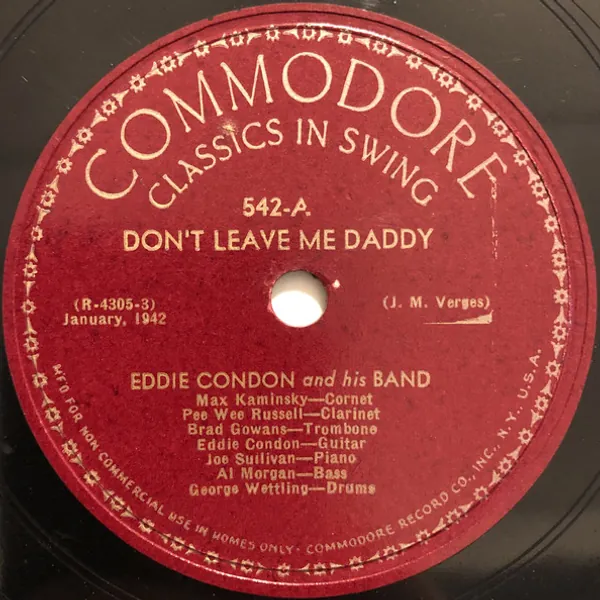 COMMODORE
CLASSICS IN SWING
542-A
DON'T LEAVE ME DADDY
(R-4305-3)
January, 1942
(J. M. Verges)
EDDIE CONDON and his BAND
Max Kaminsky—Cornet
Pee Wee Russell—Clarinet
Brad Gowans—Trombone
Eddie Condon—Guitar
Joe Sullivan—Piano
Al Morgan—Bass
George Wettling—Drums
MF'D FOR NON COMMERCIAL USE IN HOMES ONLY · COMMODORE RECORD CO., INC., N. Y., U. S. A.